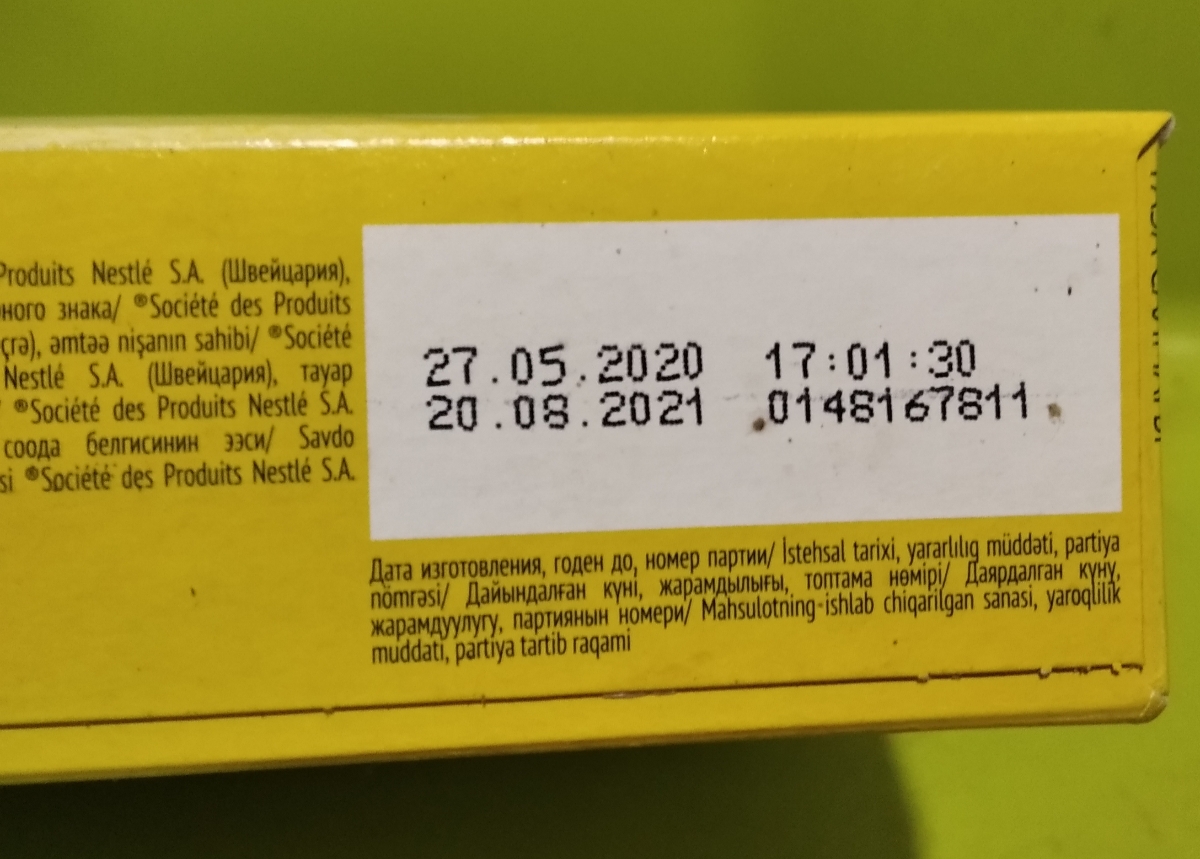 Produits Nestlé S.A. (Швейцария),
ного знака/ ®Société des Produits
çrə), əmtəə nişanın sahibi/ ®Société
Nestlé S.A. (Швейцария), тауар
®Société des Produits Nestlé S.A.
соода белгисинин ээси/ Savdo
si ®Société des Produits Nestlé S.A.
27.05.2020 17:01:30
20.08.2021 0148167811
Дата изготовления, годен до, номер партии/ İstehsal tarixi, yararlılıg müddəti, partiya
nömrəsi/ Дайындалған күні, жарамдылығы, топтама нөмірі/ Даярдалган күнү,
жарамдуулугу, партиянын номери/ Mahsulotning-ishlab chiqarilgan sanasi, yaroqlilik
muddati, partiya tartib raqami